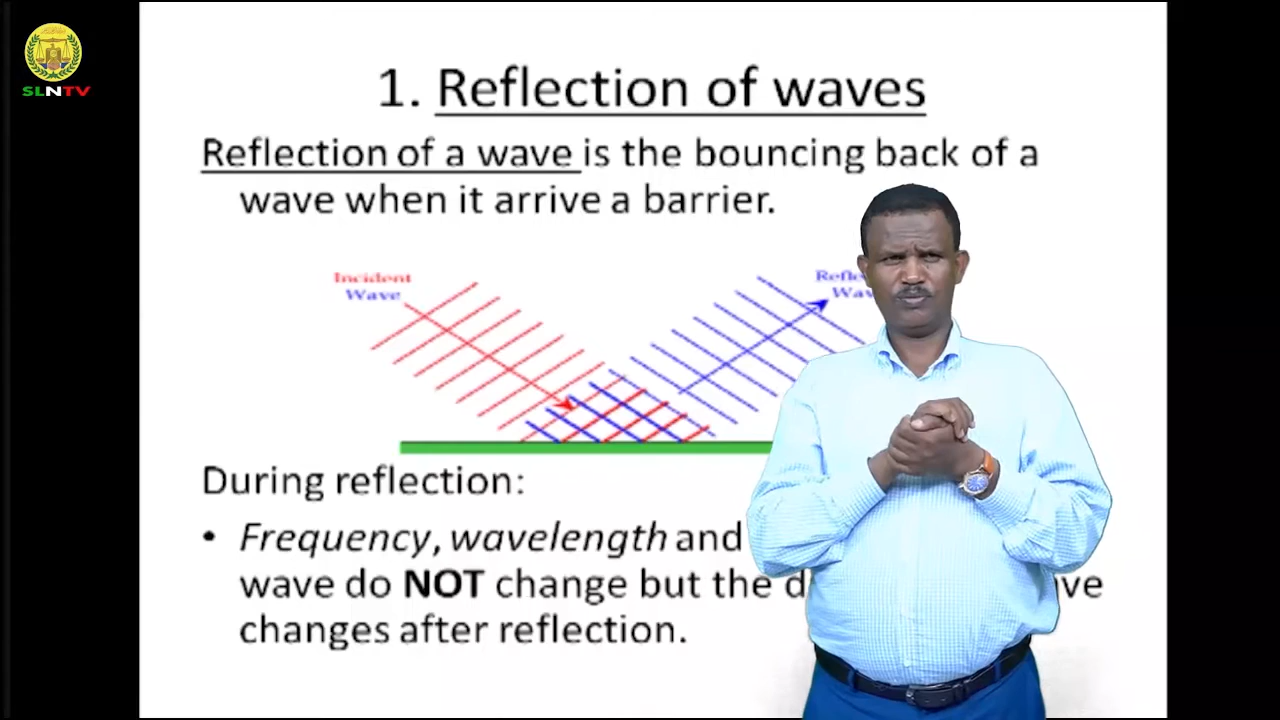 SLNTV
1. Reflection of waves
Reflection of a wave is the bouncing back of a
wave when it arrive a barrier.
Incident
Wave
During reflection:
• Frequency, wavelength and
wave do NOT change but the
changes after reflection.